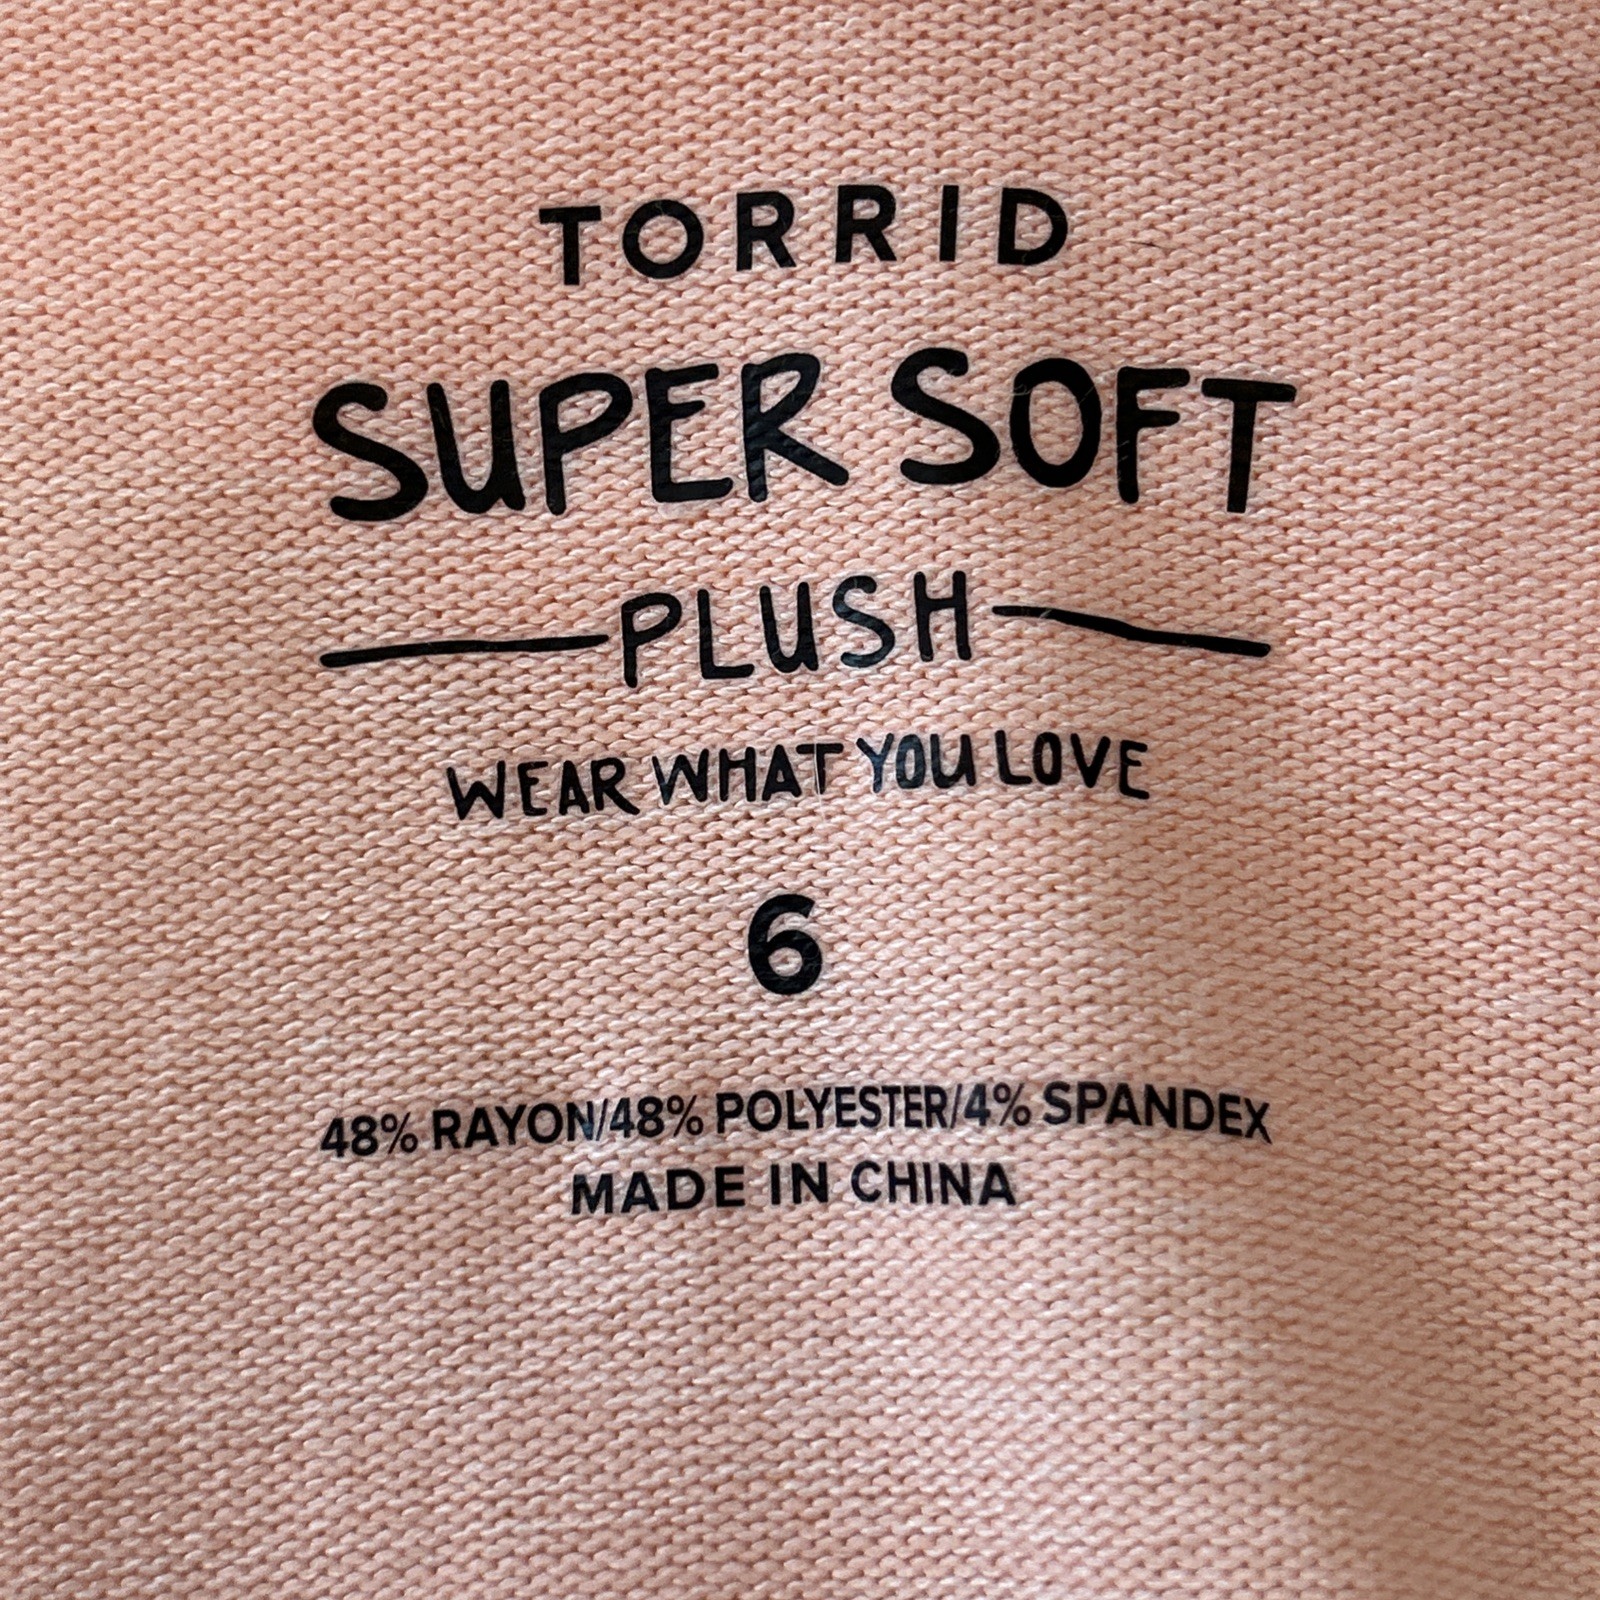 TORRID
SUPER SOFT
PLUSH
WEAR WHAT YOU LOVE
6
48% RAYON/48% POLYESTER/4% SPANDEX
MADE IN CHINA